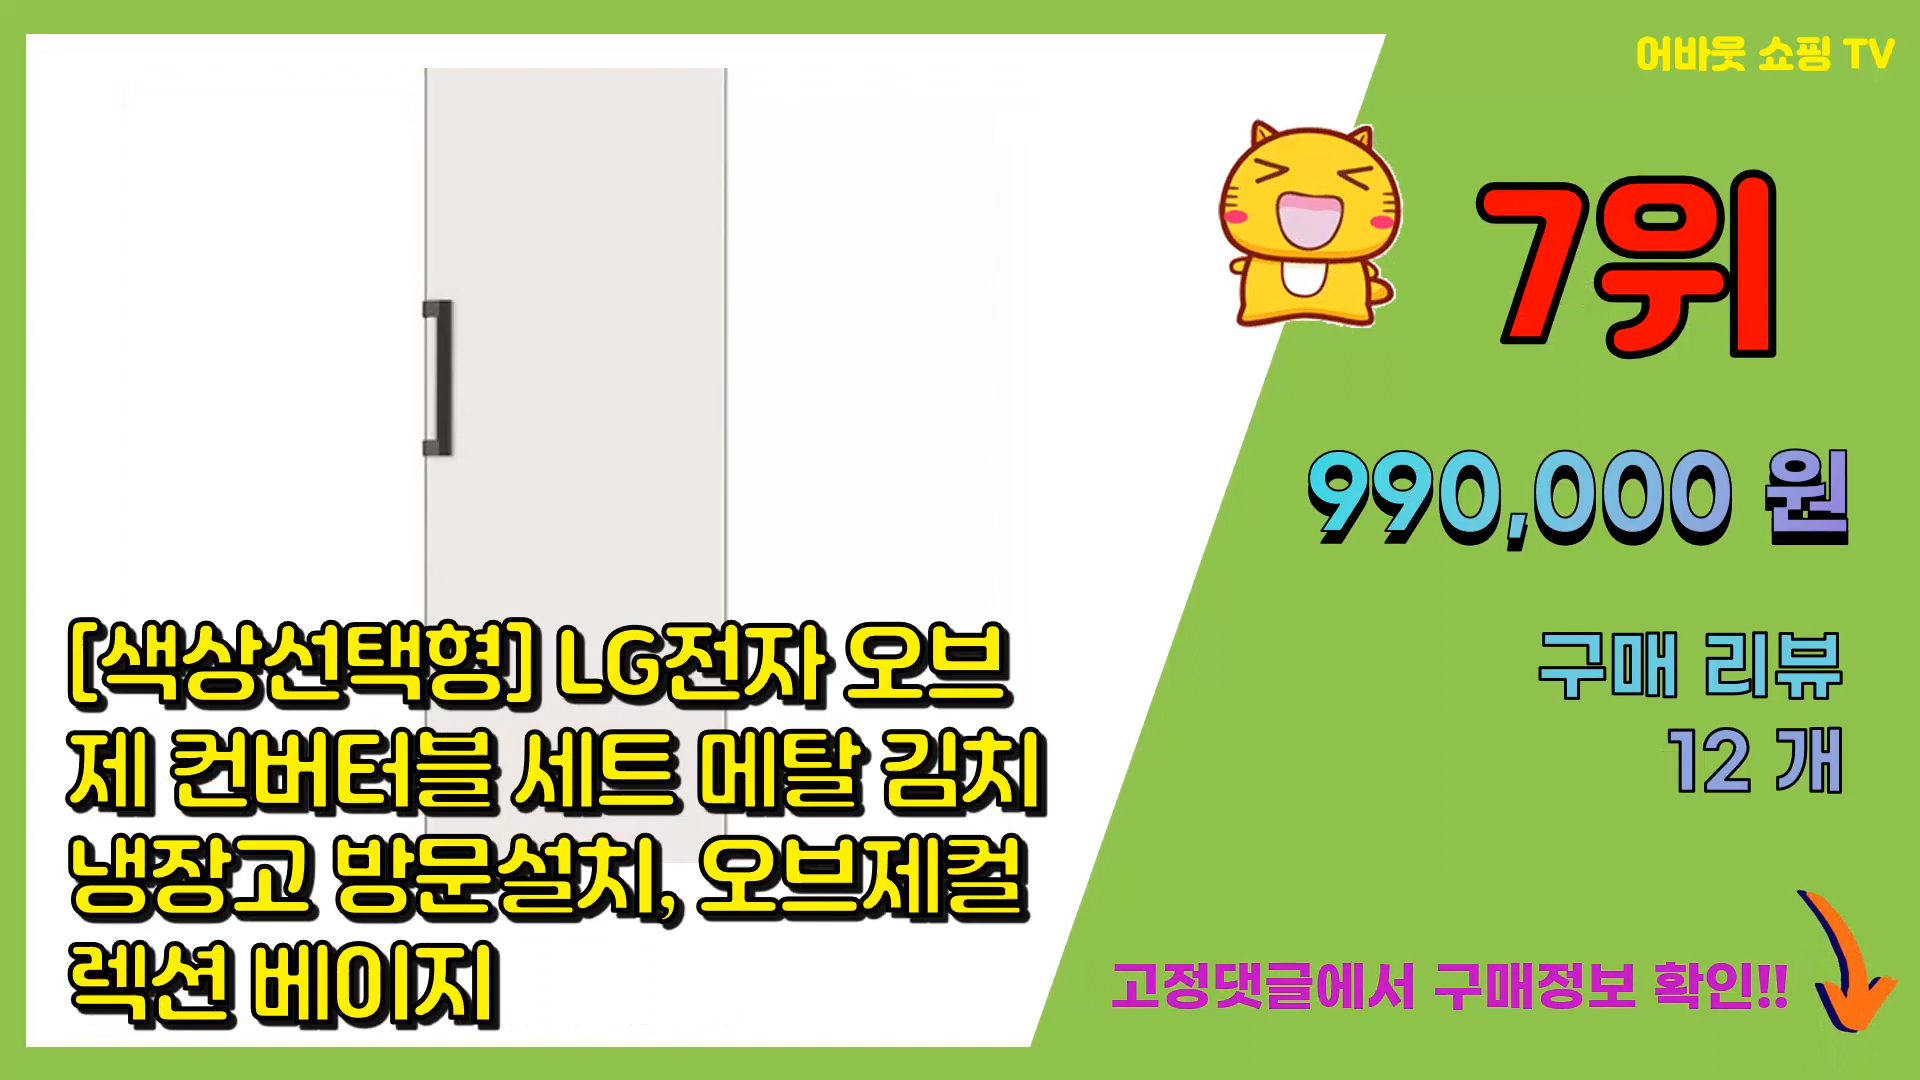 어바웃 쇼핑 TV
7위
990,000 원
구매 리뷰
12 개
[색상선택형] LG전자 오브
제 컨버터블 세트 메탈 김치
냉장고 방문설치, 오브제컬
렉션 베이지
고정댓글에서 구매정보 확인!!